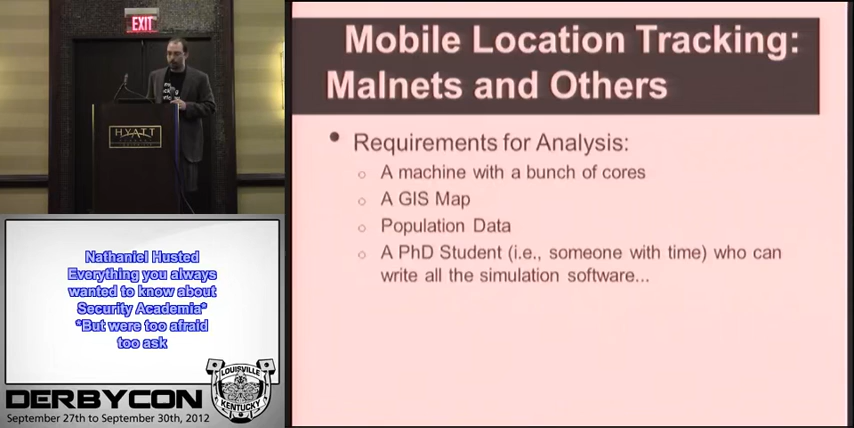 EXIT
HYATT
Nathaniel Husted
Everything you always
wanted to know about
Security Academia*
*But were too afraid
too ask
LOUISVILLE
KENTUCKY
DERBYCON
September 27th to September 30th, 2012
Mobile Location Tracking:
Malnets and Others
• Requirements for Analysis:
○ A machine with a bunch of cores
○ A GIS Map
○ Population Data
○ A PhD Student (i.e., someone with time) who can
write all the simulation software...